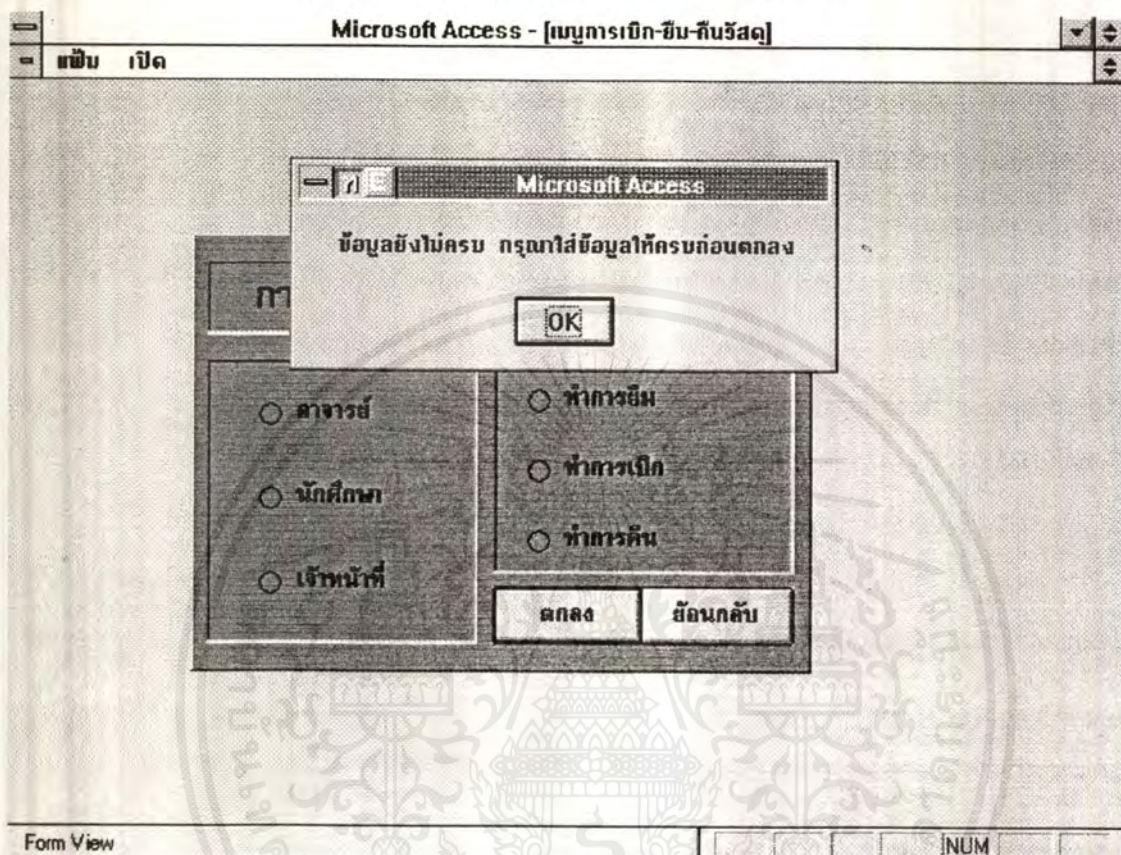 Microsoft Access - [เมนูการเบิก-ยืม-คืนวัสดุ]
แฟ้ม เปิด
Microsoft Access
ข้อมูลยังไม่ครบ กรุณาใส่ข้อมูลให้ครบก่อนตกลง
OK
กา
อาจารย์
นักศึกษา
เจ้าหน้าที่
ทำการยืม
ทำการเบิก
ทำการคืน
ตกลง ย้อนกลับ
Form View NUM